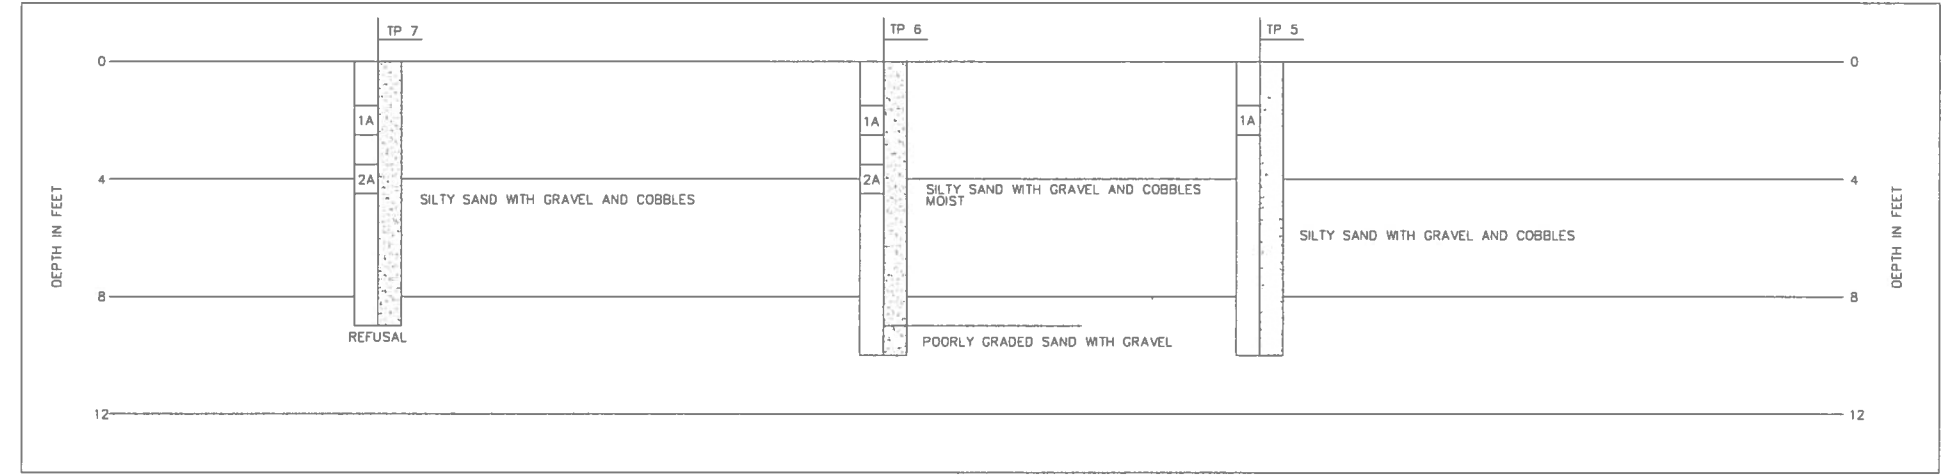 TP 7
TP 6
TP 5
0
0
1A
1A
1A
4
2A
2A
4
SILTY SAND WITH GRAVEL AND COBBLES
SILTY SAND WITH GRAVEL AND COBBLES
MOIST
SILTY SAND WITH GRAVEL AND COBBLES
DEPTH IN FEET
DEPTH IN FEET
8
8
REFUSAL
POORLY GRADED SAND WITH GRAVEL
12
12